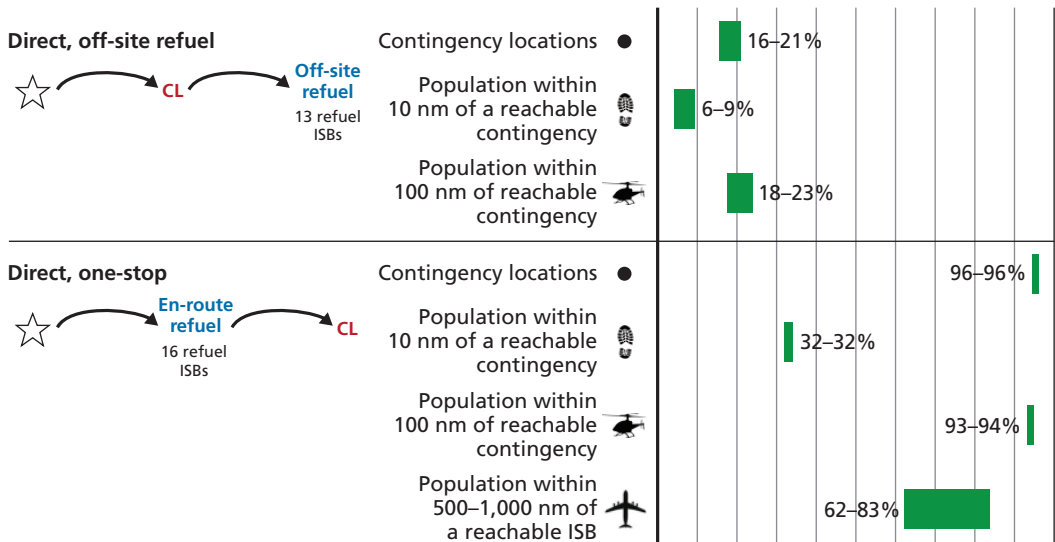 Direct, off-site refuel
CL
Off-site
refuel
13 refuel
ISBs
Contingency locations
16–21%
Population within
10 nm of a reachable
contingency
6–9%
Population within
100 nm of reachable
contingency
18–23%
Direct, one-stop
En-route
refuel
16 refuel
ISBs
CL
Contingency locations
96–96%
Population within
10 nm of a reachable
contingency
32–32%
Population within
100 nm of reachable
contingency
93–94%
Population within
500–1,000 nm of
a reachable ISB
62–83%